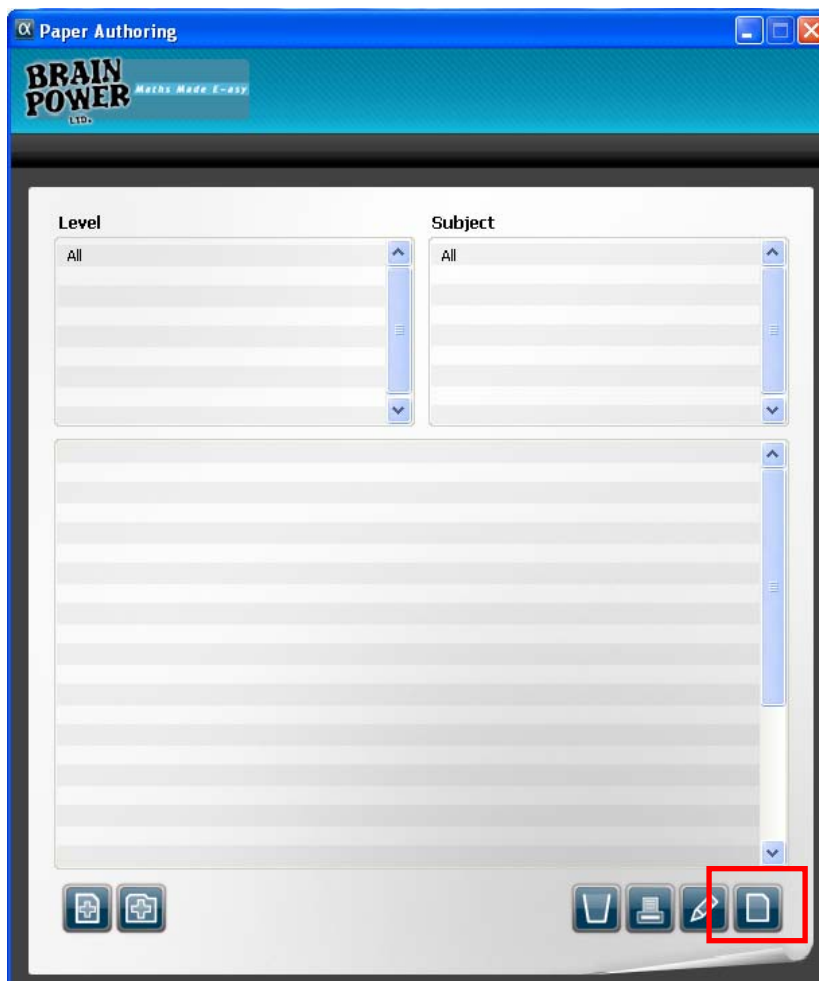 α Paper Authoring
BRAIN
POWER
LTD.
Maths Made E-asy
Level
Subject
All
All